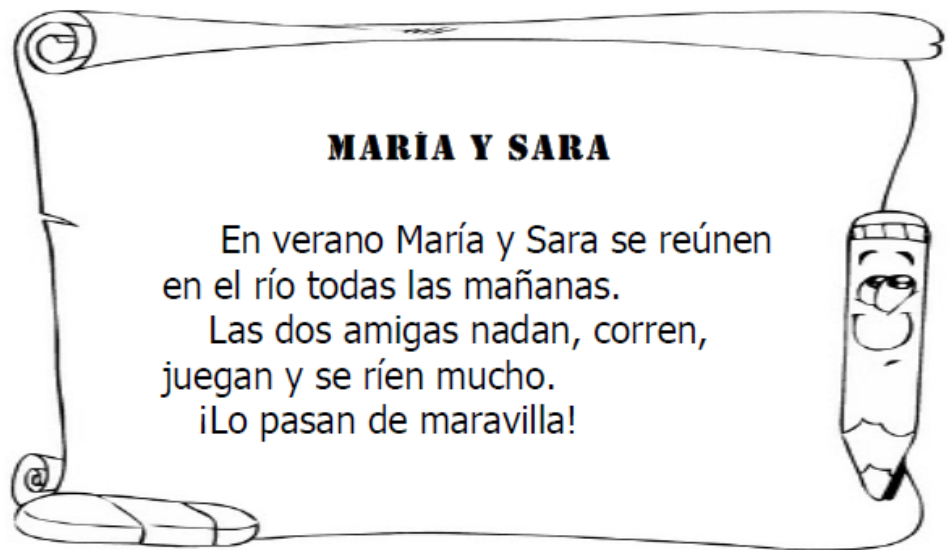 MARÍA Y SARA
En verano María y Sara se reúnen
en el río todas las mañanas.
Las dos amigas nadan, corren,
juegan y se ríen mucho.
¡Lo pasan de maravilla!